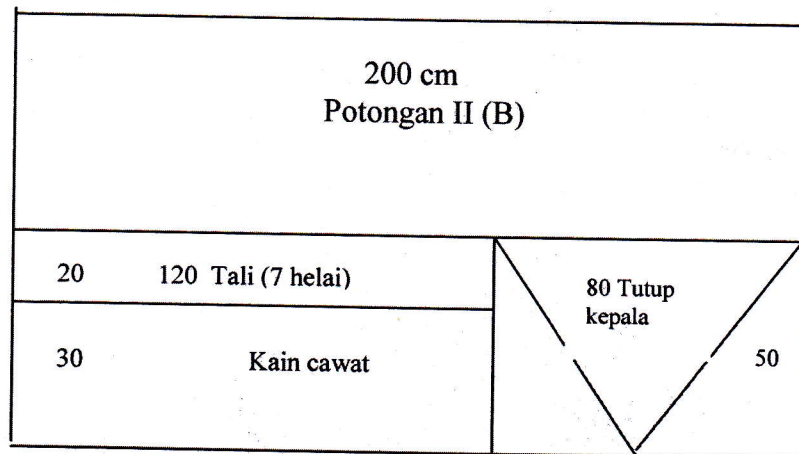 200 cm
Potongan II (B)
20 120 Tali (7 helai)
80 Tutup
kepala
30 Kain cawat 50